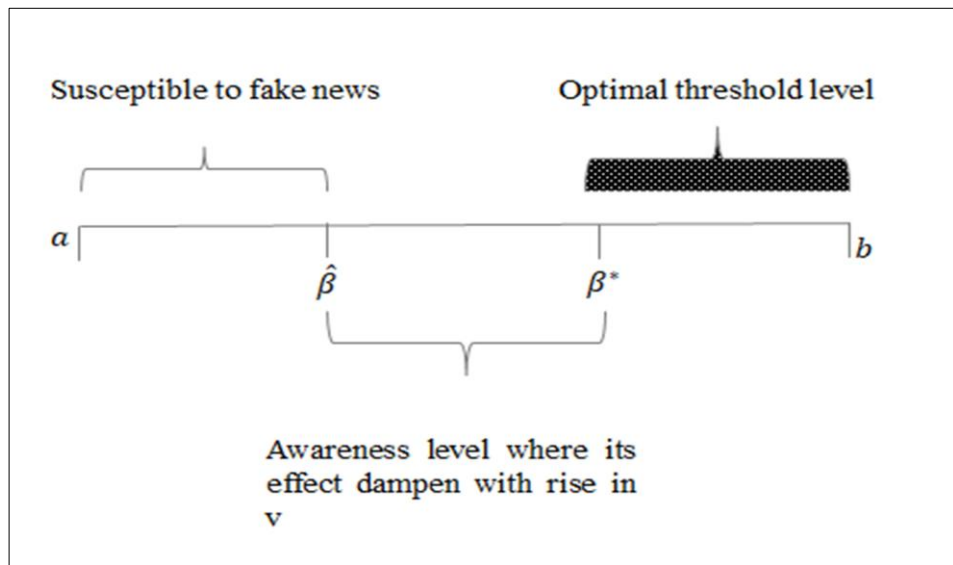 Susceptible to fake news
Optimal threshold level
a
b
β̂
β*
Awareness level where its
effect dampen with rise in
v